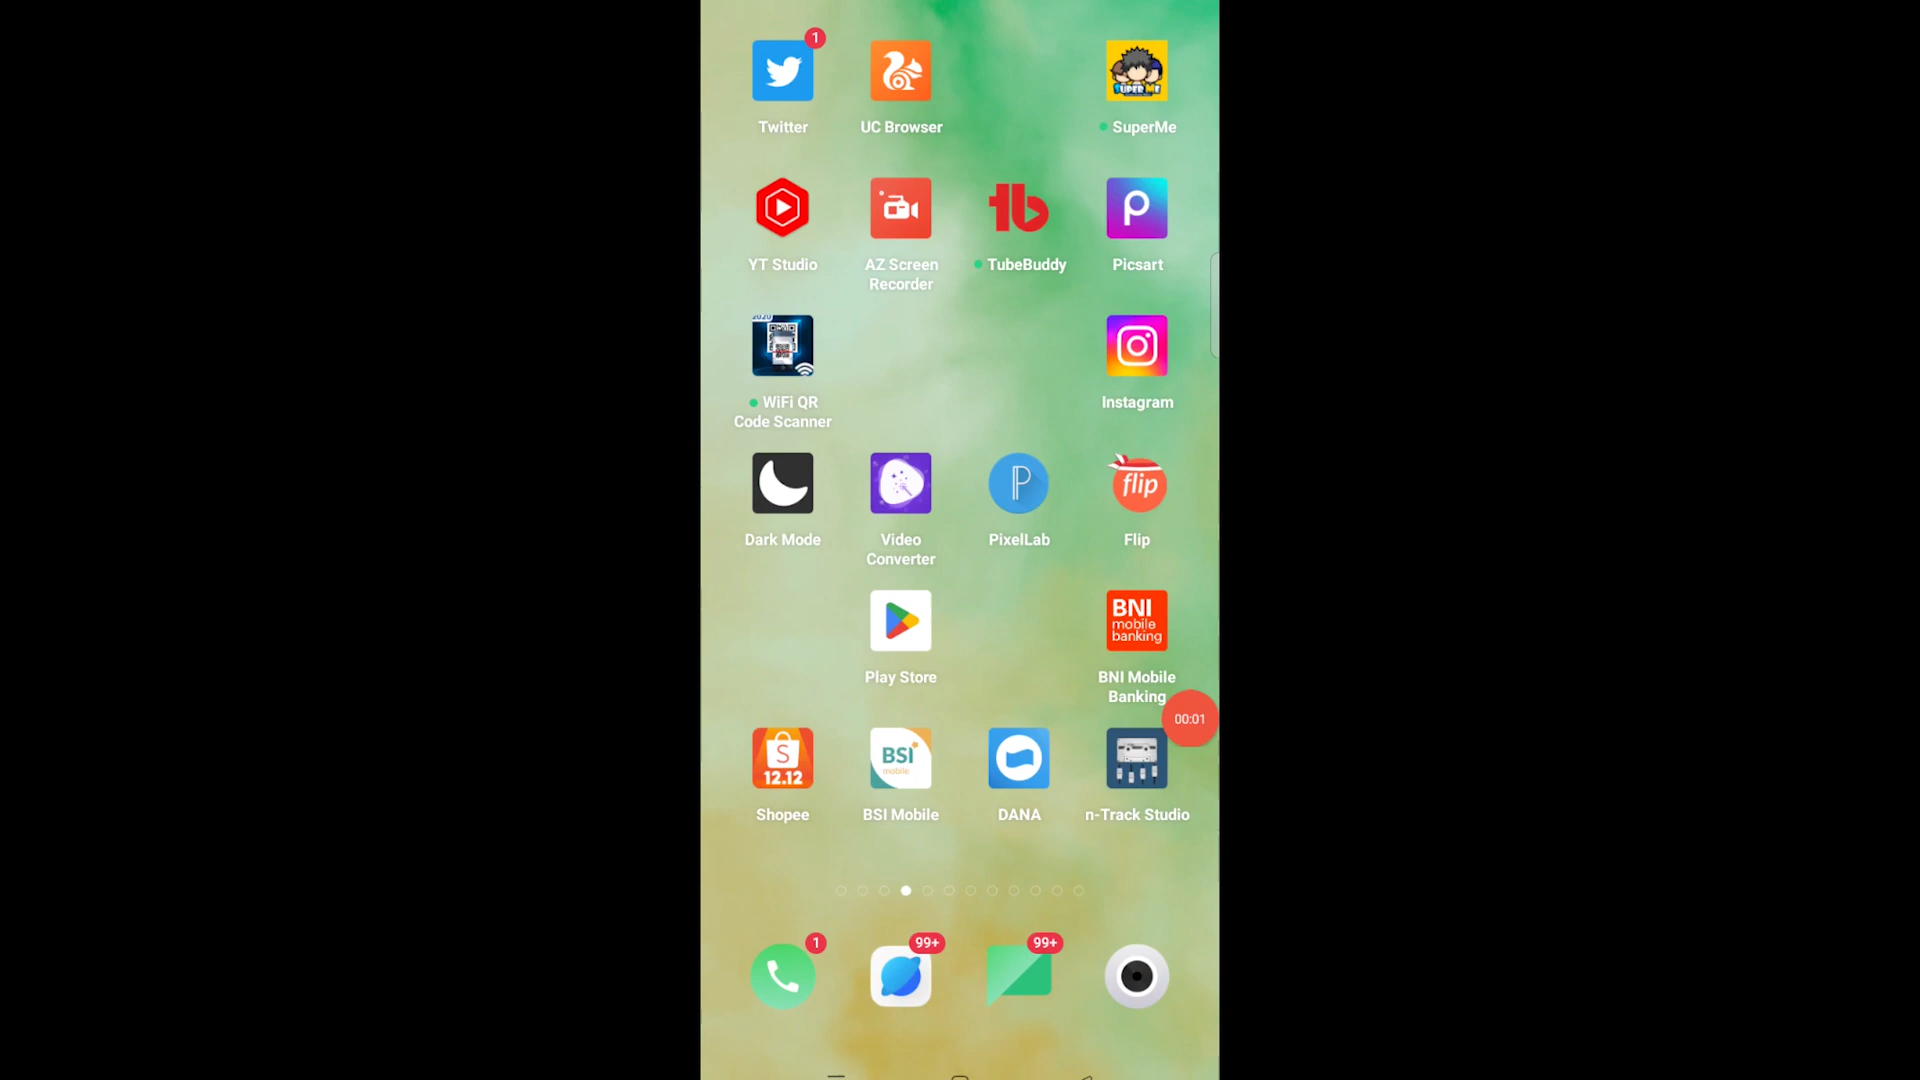 1
Twitter
UC Browser
SUPER ME
SuperMe
YT Studio
AZ Screen
Recorder
TubeBuddy
Picsart
2020
WiFi QR
Code Scanner
Instagram
Dark Mode
Video
Converter
PixelLab
flip
Flip
Play Store
BNI
mobile
banking
BNI Mobile
Banking
00:01
S
12.12
Shopee
BSI
mobile
BSI Mobile
DANA
n-Track Studio
1
99+
99+